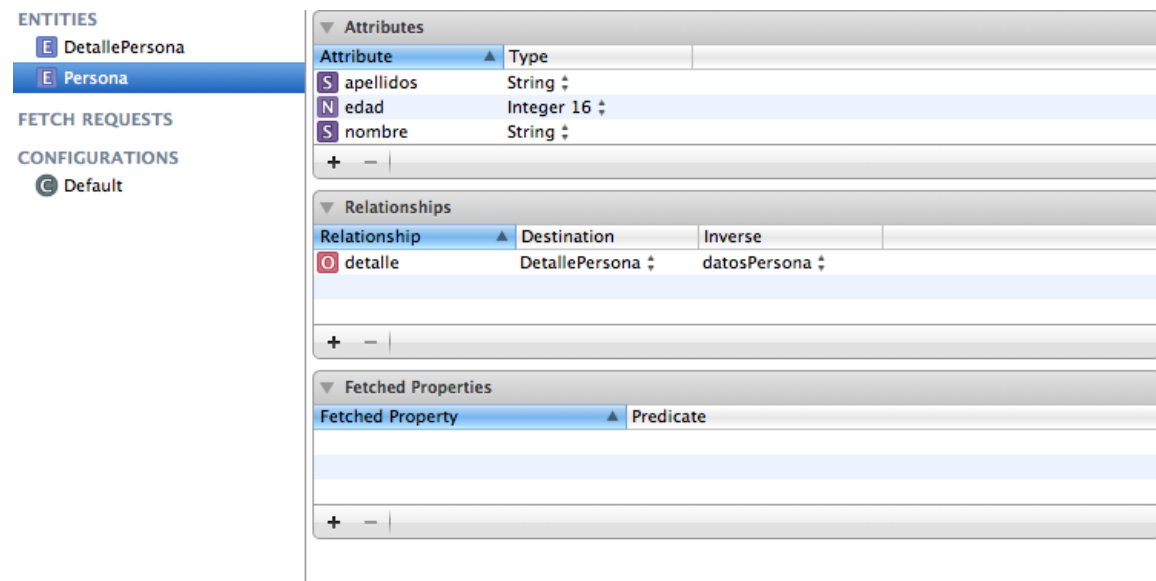 ENTITIES
E DetallePersona
E Persona
FETCH REQUESTS
CONFIGURATIONS
C Default
Attributes
Attribute Type
S apellidos String
N edad Integer 16
S nombre String
+ −
Relationships
Relationship Destination Inverse
O detalle DetallePersona datosPersona
+ −
Fetched Properties
Fetched Property Predicate
+ −